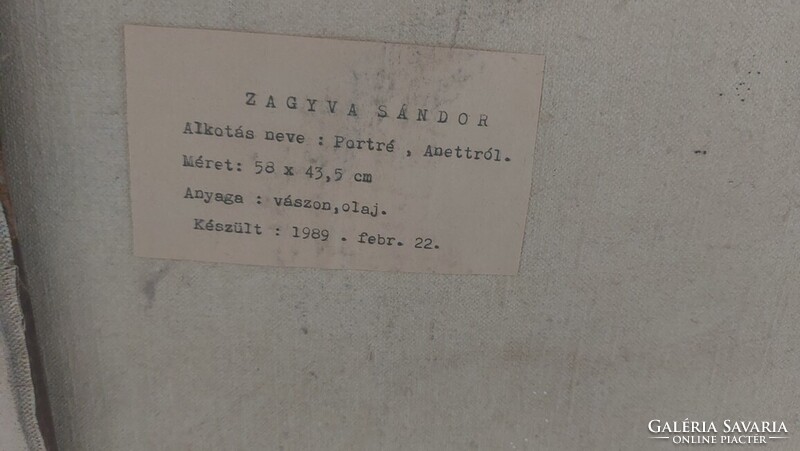 ZAGYVA SÁNDOR
Alkotás neve : Portré , Anettról.
Méret: 58 x 43,5 cm
Anyaga : vászon,olaj.
Készült : 1989 . febr. 22.
GALÉRIA SAVARIA
ONLINE PIACTÉR